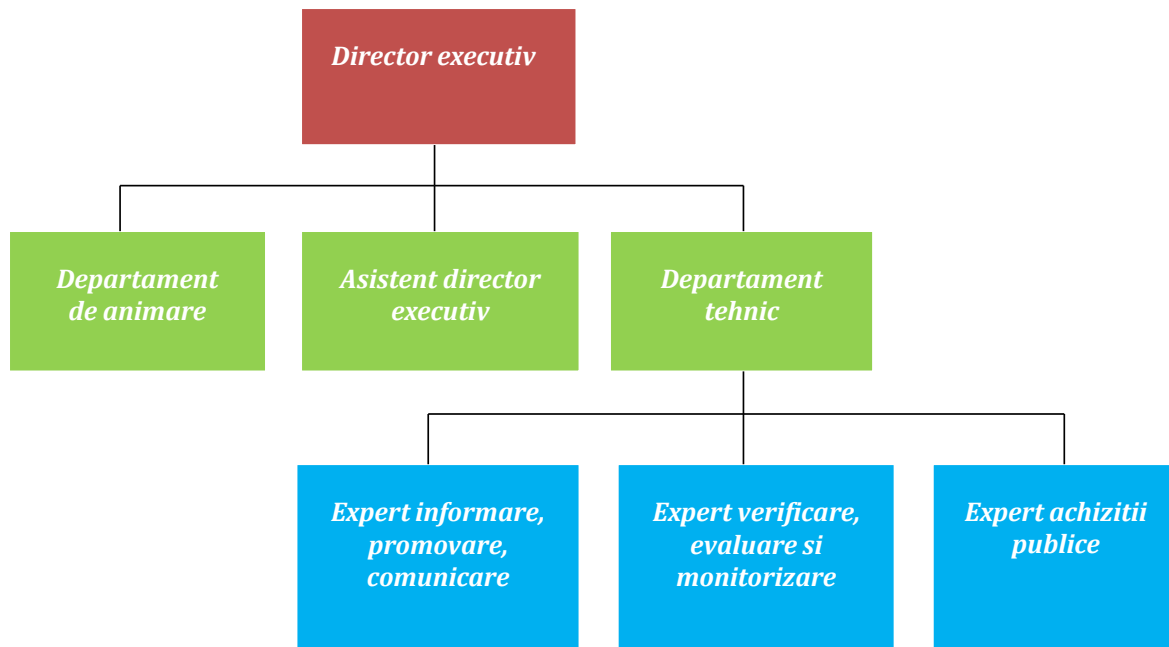 Director executiv
Departament
de animare
Asistent director
executiv
Departament
tehnic
Expert informare,
promovare,
comunicare
Expert verificare,
evaluare si
monitorizare
Expert achizitii
publice